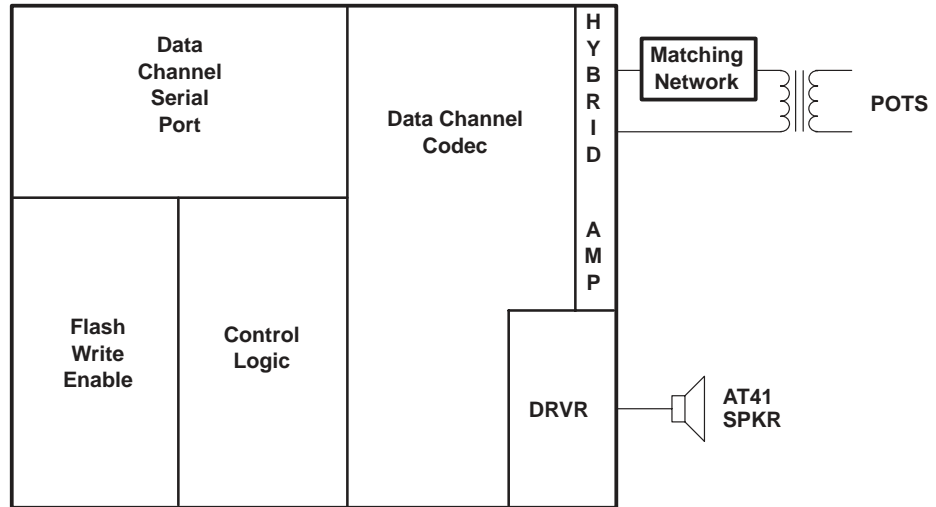 Data
Channel
Serial
Port
Data Channel
Codec
H
Y
B
R
I
D
A
M
P
Matching
Network
POTS
Flash
Write
Enable
Control
Logic
DRVR
AT41
SPKR